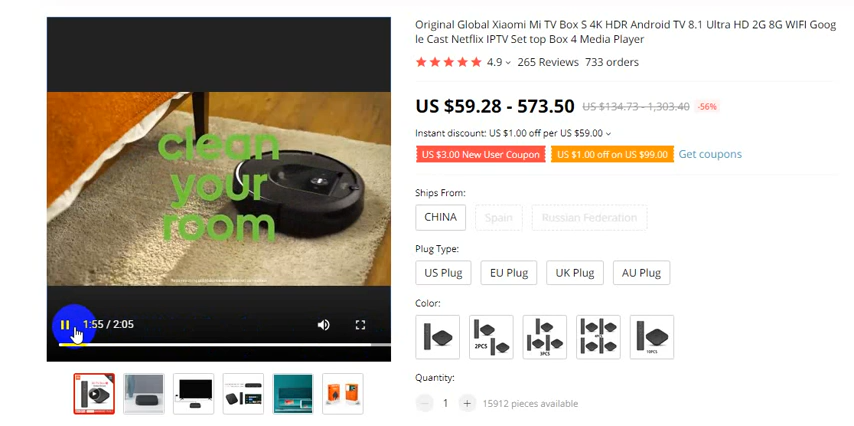 Original Global Xiaomi Mi TV Box S 4K HDR Android TV 8.1 Ultra HD 2G 8G WIFI Goog
le Cast Netflix IPTV Set top Box 4 Media Player
4.9 265 Reviews 733 orders
US $59.28 - 573.50 US $134.73 - 1,303.40 -56%
Instant discount: US $1.00 off per US $59.00
US $3.00 New User Coupon US $1.00 off on US $99.00 Get coupons
Ships From:
CHINA Spain Russian Federation
Plug Type:
US Plug EU Plug UK Plug AU Plug
Color:
2PCS 3PCS 10PCS
Quantity:
1 15912 pieces available
clean
your
room
1:55 / 2:05